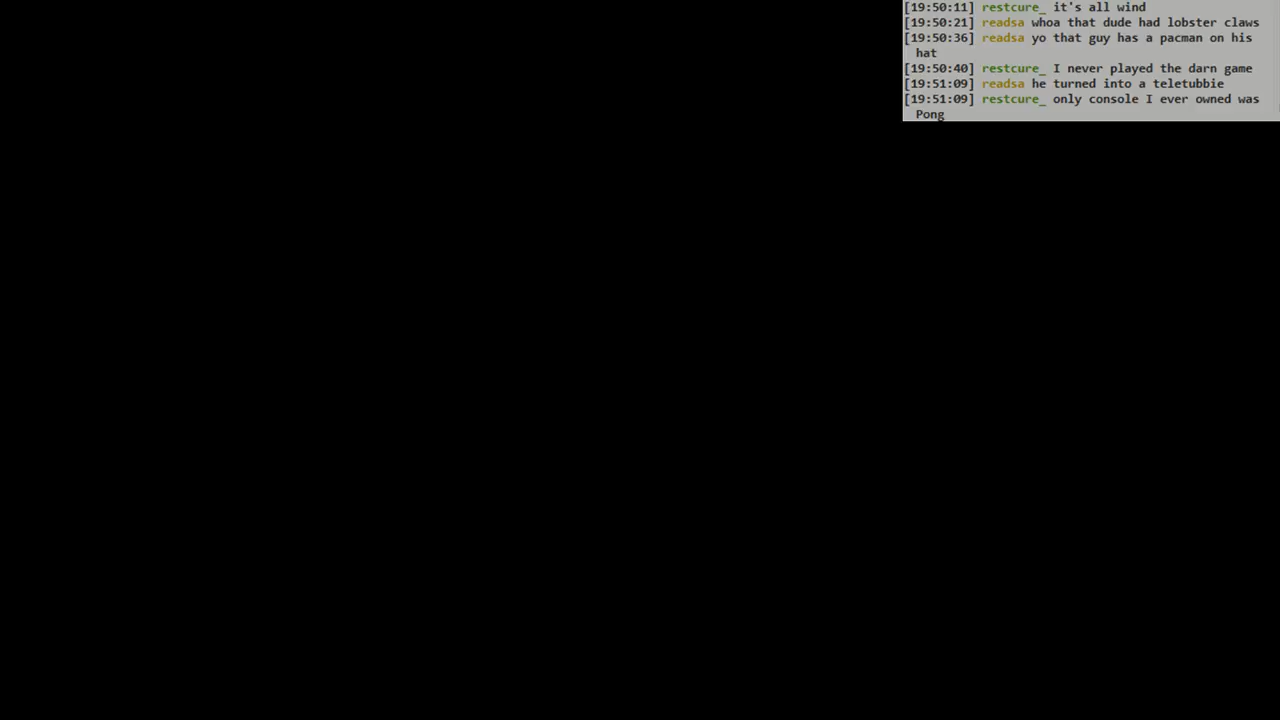 [19:50:11] restcure_ it's all wind
[19:50:21] readsa whoa that dude had lobster claws
[19:50:36] readsa yo that guy has a pacman on his
hat
[19:50:40] restcure_ I never played the darn game
[19:51:09] readsa he turned into a teletubbie
[19:51:09] restcure_ only console I ever owned was
Pong